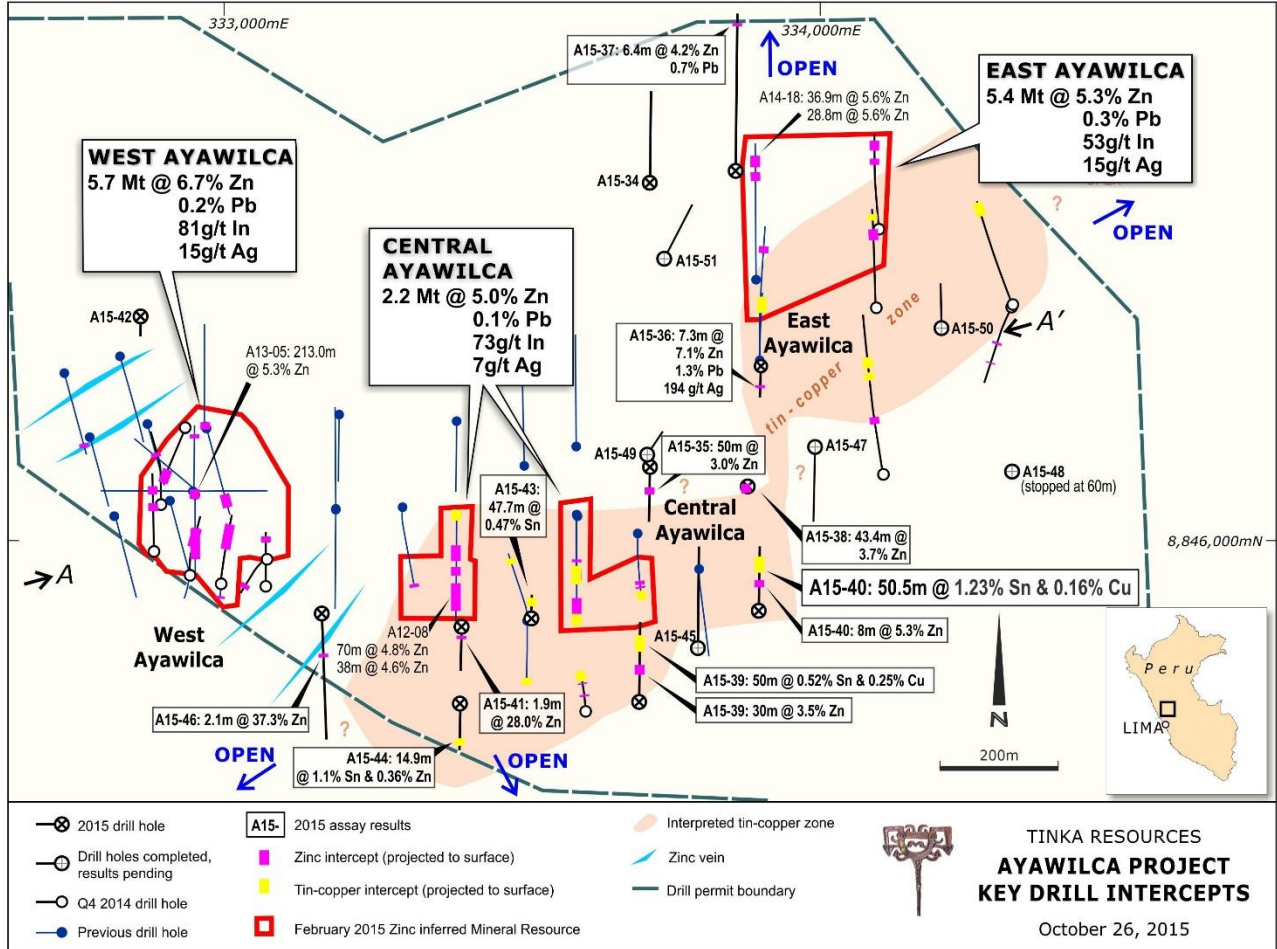 333,000mE
334,000mE
A15-37: 6.4m @ 4.2% Zn
0.7% Pb
OPEN
A14-18: 36.9m @ 5.6% Zn
28.8m @ 5.6% Zn
EAST AYAWILCA
5.4 Mt @ 5.3% Zn
0.3% Pb
53g/t In
15g/t Ag
WEST AYAWILCA
5.7 Mt @ 6.7% Zn
0.2% Pb
81g/t In
15g/t Ag
A15-34
?
OPEN
CENTRAL
AYAWILCA
2.2 Mt @ 5.0% Zn
0.1% Pb
73g/t In
7g/t Ag
A15-51
A15-42
A13-05: 213.0m
@ 5.3% Zn
East
Ayawilca
zone
A15-50
A'
A15-36: 7.3m @
7.1% Zn
1.3% Pb
194 g/t Ag
tin-copper
A15-49
A15-35: 50m @
3.0% Zn
A15-47
?
?
A15-48
(stopped at 60m)
A15-43:
47.7m @
0.47% Sn
Central
Ayawilca
A15-38: 43.4m @
3.7% Zn
8,846,000mN
A
A15-40: 50.5m @ 1.23% Sn & 0.16% Cu
A15-40: 8m @ 5.3% Zn
West
Ayawilca
A12-08
70m @ 4.8% Zn
38m @ 4.6% Zn
A15-45
A15-39: 50m @ 0.52% Sn & 0.25% Cu
A15-39: 30m @ 3.5% Zn
A15-41: 1.9m
@ 28.0% Zn
A15-46: 2.1m @ 37.3% Zn
?
A15-44: 14.9m
@ 1.1% Sn & 0.36% Zn
OPEN
OPEN
N
200m
Peru
LIMA
2015 drill hole
Drill holes completed,
results pending
Q4 2014 drill hole
Previous drill hole
A15-
2015 assay results
Zinc intercept (projected to surface)
Tin-copper intercept (projected to surface)
February 2015 Zinc inferred Mineral Resource
Interpreted tin-copper zone
Zinc vein
Drill permit boundary
TINKA RESOURCES
AYAWILCA PROJECT
KEY DRILL INTERCEPTS
October 26, 2015